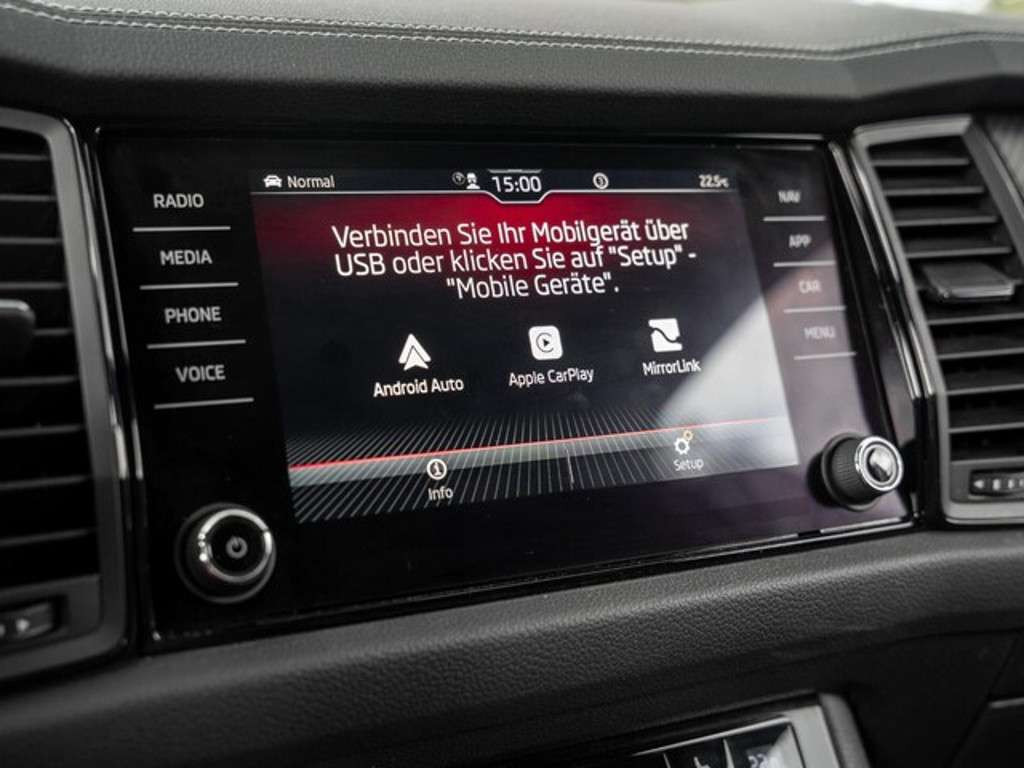 RADIO
MEDIA
PHONE
VOICE
Normal
15:00
22.5°C
Verbinden Sie Ihr Mobilgerät über
USB oder klicken Sie auf "Setup" -
"Mobile Geräte".
Android Auto
Apple CarPlay
MirrorLink
Info
Setup
NAV
APP
CAR
MENU